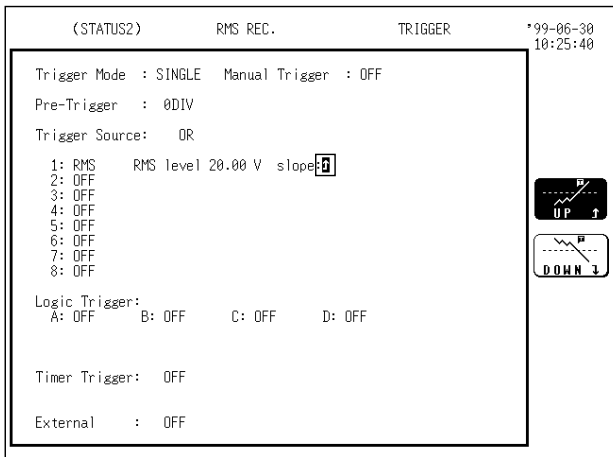 (STATUS2) RMS REC. TRIGGER '99-06-30
10:25:40
Trigger Mode : SINGLE Manual Trigger : OFF
Pre-Trigger : 0DIV
Trigger Source: OR
1: RMS RMS level 20.00 V slope:↑
2: OFF
3: OFF
4: OFF
5: OFF
6: OFF
7: OFF
8: OFF
Logic Trigger:
A: OFF B: OFF C: OFF D: OFF
Timer Trigger: OFF
External : OFF
T
UP ↑
T
DOWN ↓